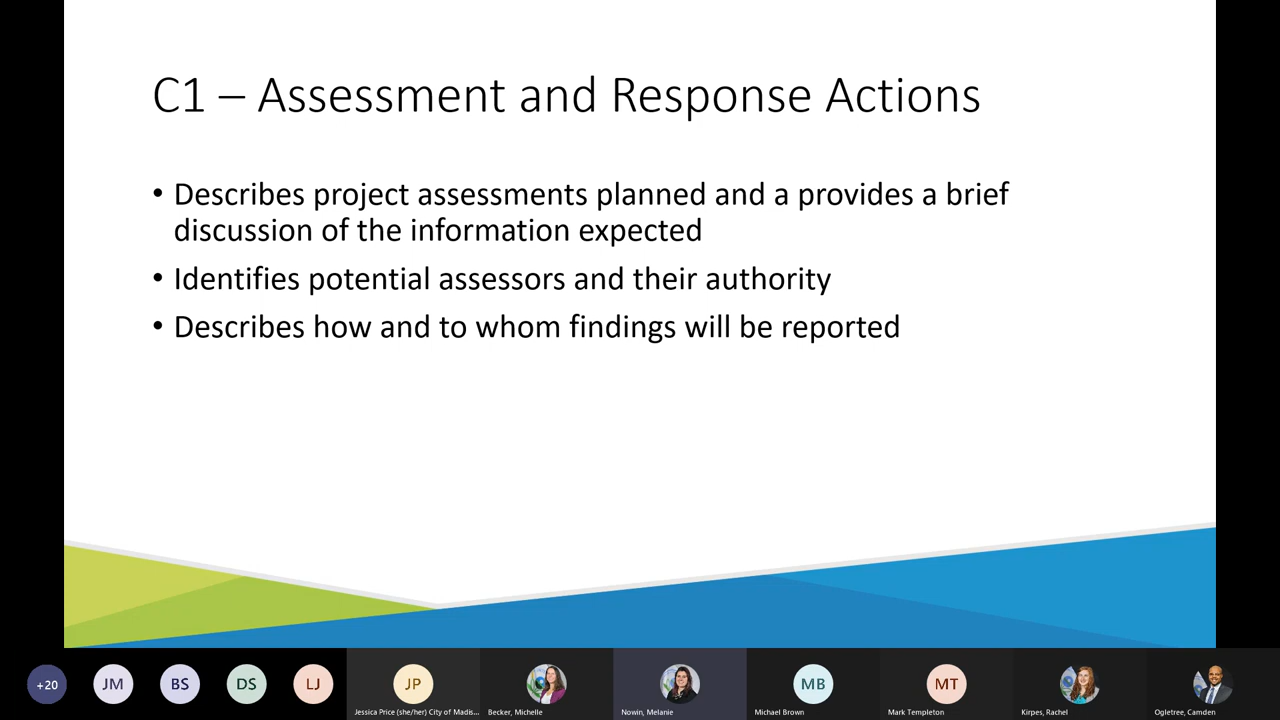 C1 – Assessment and Response Actions
• Describes project assessments planned and a provides a brief
discussion of the information expected
• Identifies potential assessors and their authority
• Describes how and to whom findings will be reported
+20
JM
BS
DS
LJ
JP
MB
MT
Jessica Price (she/her) City of Madis...
Becker, Michelle
Nowin, Melanie
Michael Brown
Mark Templeton
Kirpes, Rachel
Ogletree, Camden